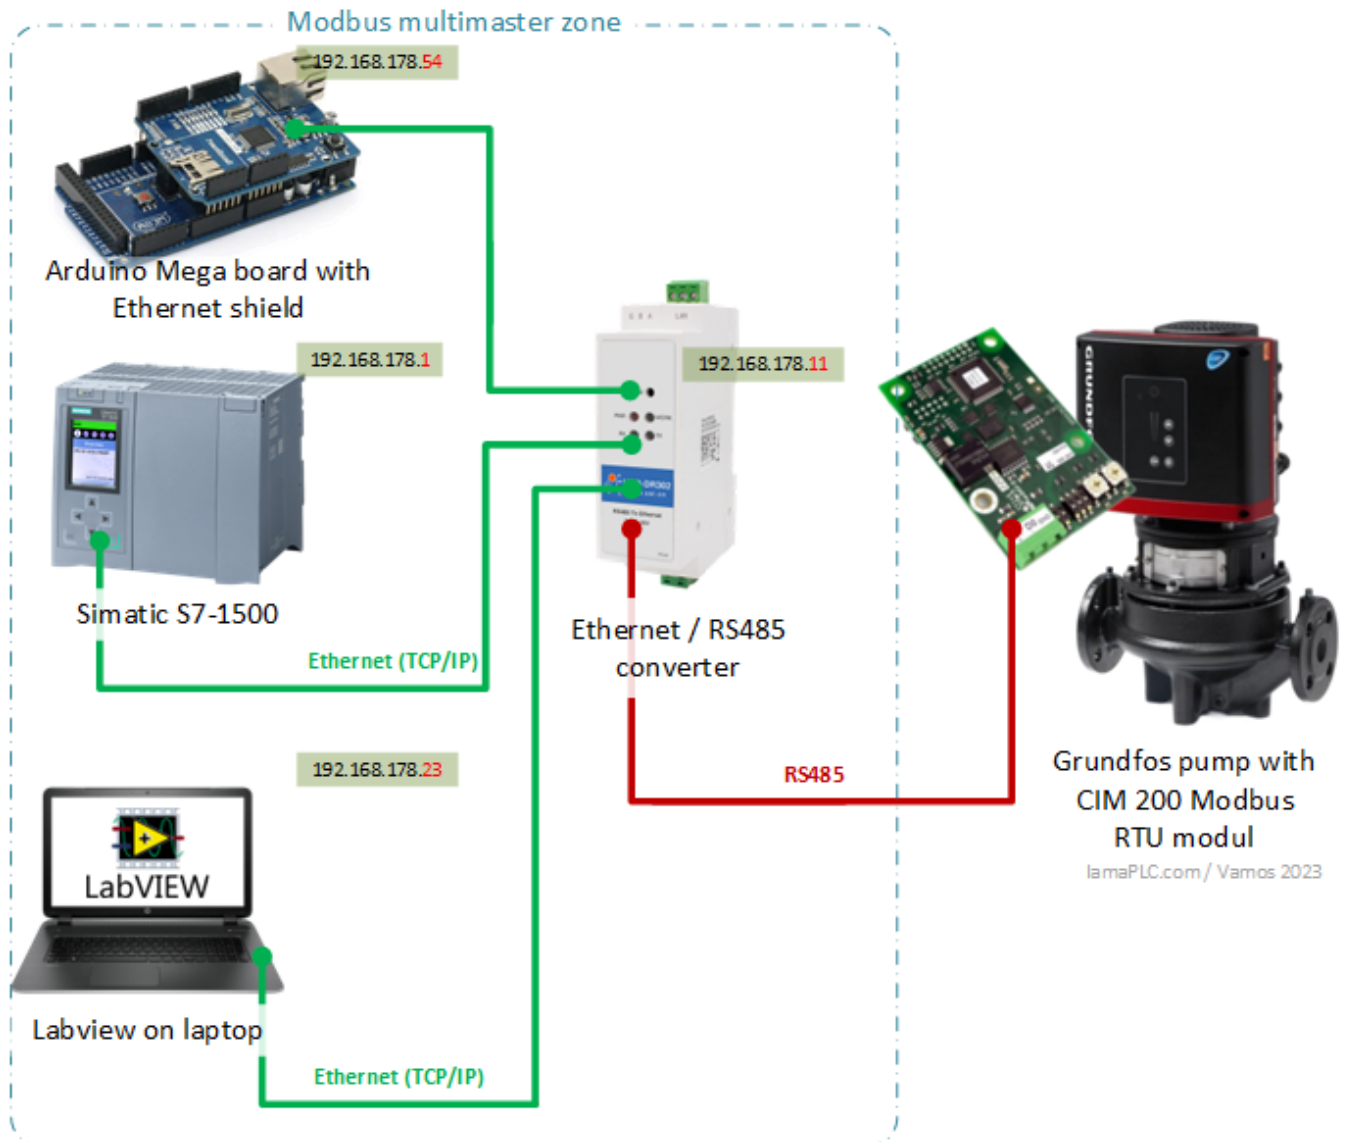 Modbus multimaster zone
192.168.178.54
Arduino Mega board with
Ethernet shield
192.168.178.1
Simatic S7-1500
Ethernet (TCP/IP)
192.168.178.11
Ethernet / RS485
converter
RS485
GRUNDFOS
Grundfos pump with
CIM 200 Modbus
RTU modul
IamaPLC.com / Vamos 2023
192.168.178.23
LabVIEW
Labview on laptop
Ethernet (TCP/IP)